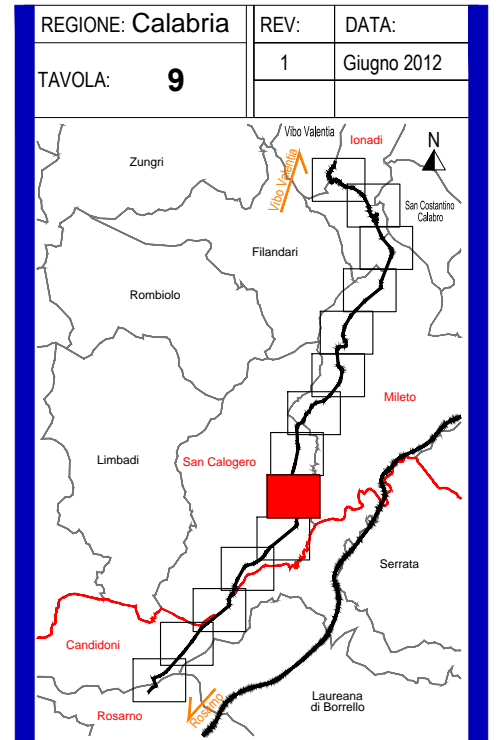 REGIONE: Calabria
REV:
DATA:
TAVOLA: 9
1
Giugno 2012
Vibo Valentia
Ionadi
N
Zungri
Vibo Valentia
San Costantino
Calabro
Filandari
Rombiolo
Mileto
Limbadi
San Calogero
Serrata
Candidoni
Laureana
di Borrello
Rosarno
Rosarno